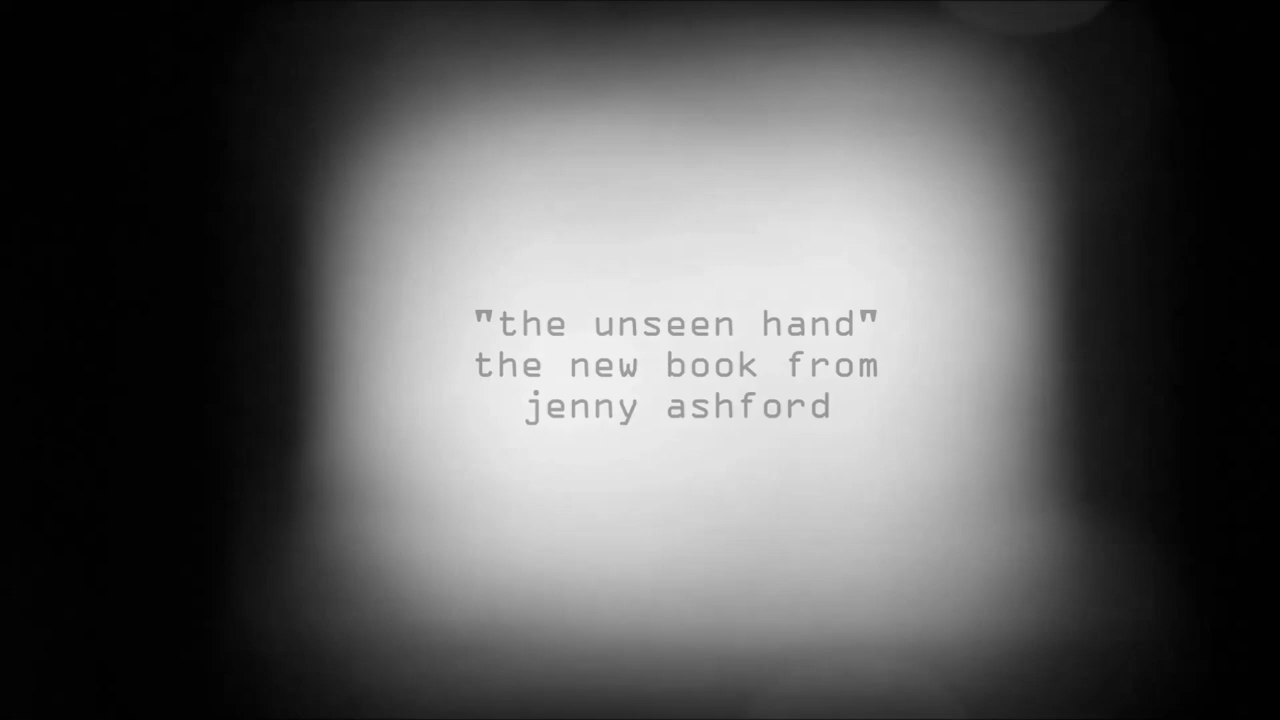 "the unseen hand"
the new book from
jenny ashford